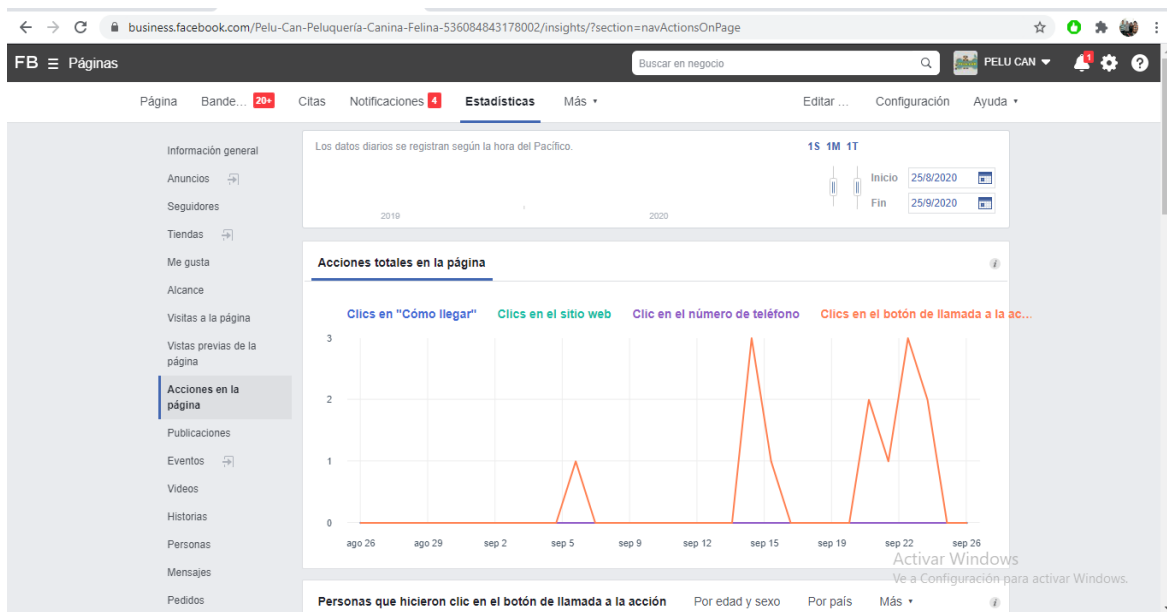 business.facebook.com/Pelu-Can-Peluquería-Canina-Felina-536084843178002/insights/?section=navActionsOnPage
FB Páginas Buscar en negocio PELU CAN 1
Página Bande... 20+ Citas Notificaciones 4 Estadísticas Más Editar ... Configuración Ayuda
Información general
Anuncios
Seguidores
Tiendas
Me gusta
Alcance
Visitas a la página
Vistas previas de la
página
Acciones en la
página
Publicaciones
Eventos
Videos
Historias
Personas
Mensajes
Pedidos
Los datos diarios se registran según la hora del Pacífico. 1S 1M 1T
Inicio 25/8/2020
Fin 25/9/2020
2019 2020
Acciones totales en la página
Clics en "Cómo llegar" Clics en el sitio web Clic en el número de teléfono Clics en el botón de llamada a la ac...
3
2
1
0
ago 26 ago 29 sep 2 sep 5 sep 9 sep 12 sep 15 sep 19 sep 22 sep 26
Activar Windows
Ve a Configuración para activar Windows.
Personas que hicieron clic en el botón de llamada a la acción Por edad y sexo Por país Más